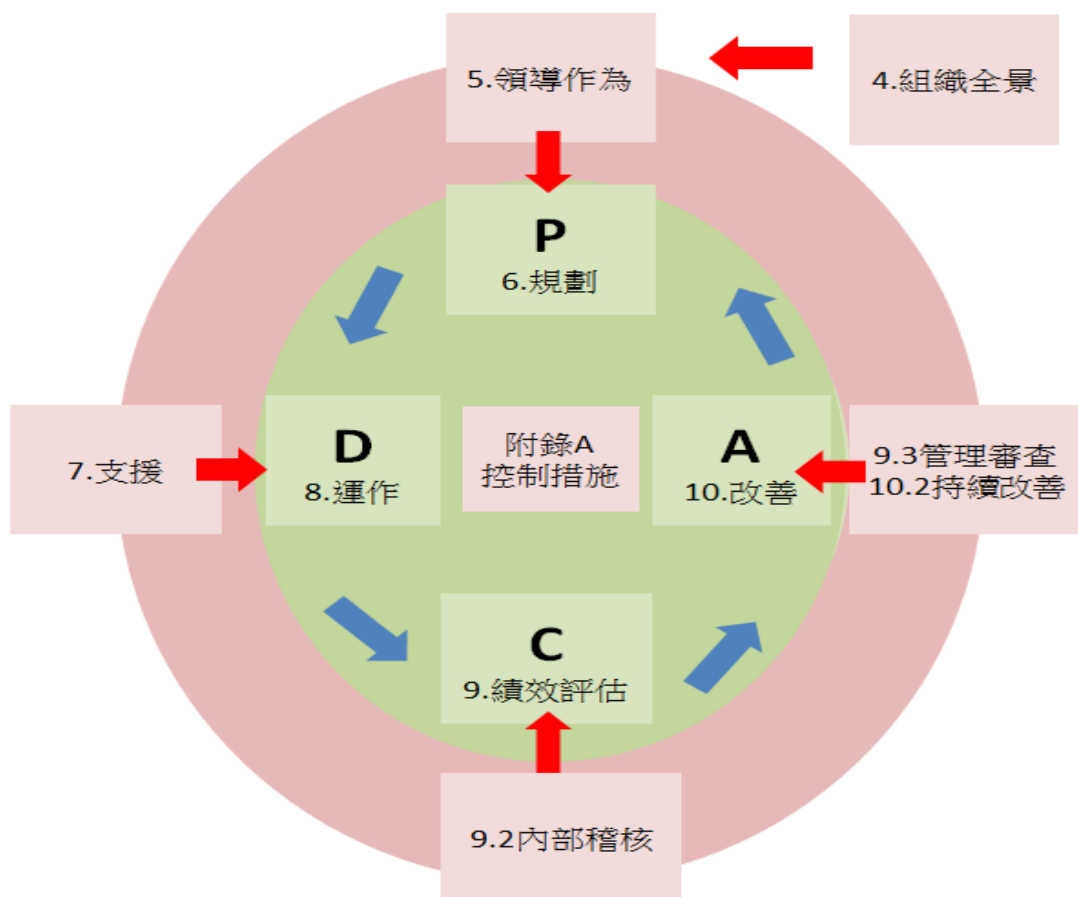 5.領導作為
4.組織全景
P
6.規劃
7.支援
D
8.運作
附錄A
控制措施
A
10.改善
9.3管理審查
10.2持續改善
C
9.績效評估
9.2內部稽核